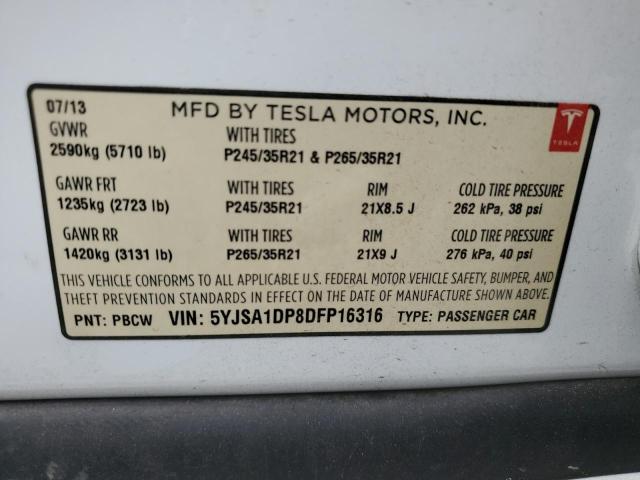 07/13 MFD BY TESLA MOTORS, INC.
GVWR WITH TIRES
2590kg (5710 lb) P245/35R21 & P265/35R21
TESLA
GAWR FRT WITH TIRES RIM COLD TIRE PRESSURE
1235kg (2723 lb) P245/35R21 21X8.5 J 262 kPa, 38 psi
GAWR RR WITH TIRES RIM COLD TIRE PRESSURE
1420kg (3131 lb) P265/35R21 21X9 J 276 kPa, 40 psi
THIS VEHICLE CONFORMS TO ALL APPLICABLE U.S. FEDERAL MOTOR VEHICLE SAFETY, BUMPER, AND
THEFT PREVENTION STANDARDS IN EFFECT ON THE DATE OF MANUFACTURE SHOWN ABOVE.
PNT: PBCW VIN: 5YJSA1DP8DFP16316 TYPE: PASSENGER CAR